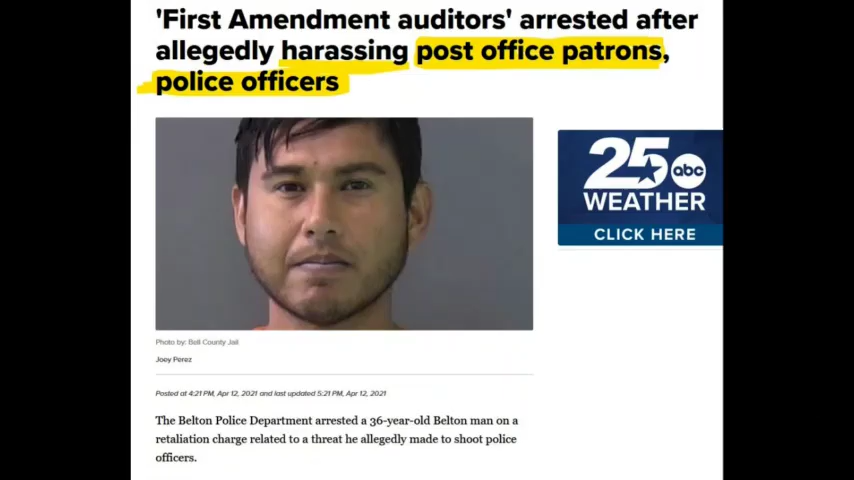 'First Amendment auditors' arrested after
allegedly harassing post office patrons,
police officers
25 abc
WEATHER
CLICK HERE
Photo by: Bell County Jail
Joey Perez
Posted at 4:21 PM, Apr 12, 2021 and last updated 5:21 PM, Apr 12, 2021
The Belton Police Department arrested a 36-year-old Belton man on a
retaliation charge related to a threat he allegedly made to shoot police
officers.